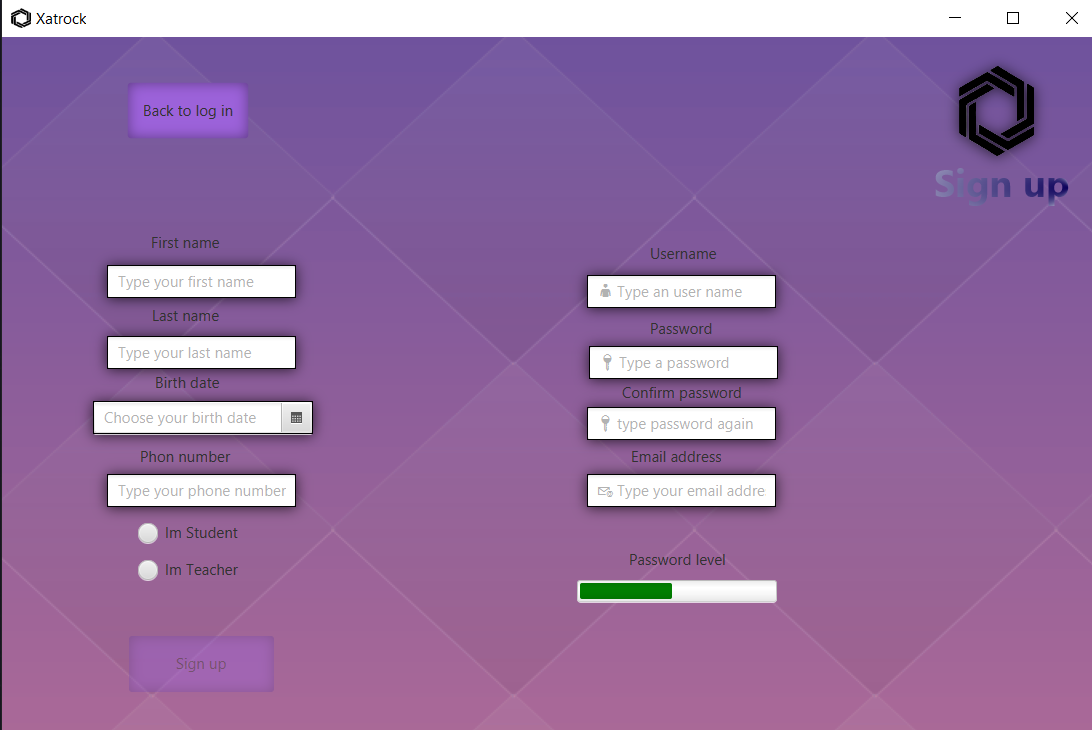 Xatrock
Back to log in
Sign up
First name
Type your first name
Last name
Type your last name
Birth date
Choose your birth date
Phon number
Type your phone number
Im Student
Im Teacher
Sign up
Username
Type an user name
Password
Type a password
Confirm password
type password again
Email address
Type your email addre
Password level